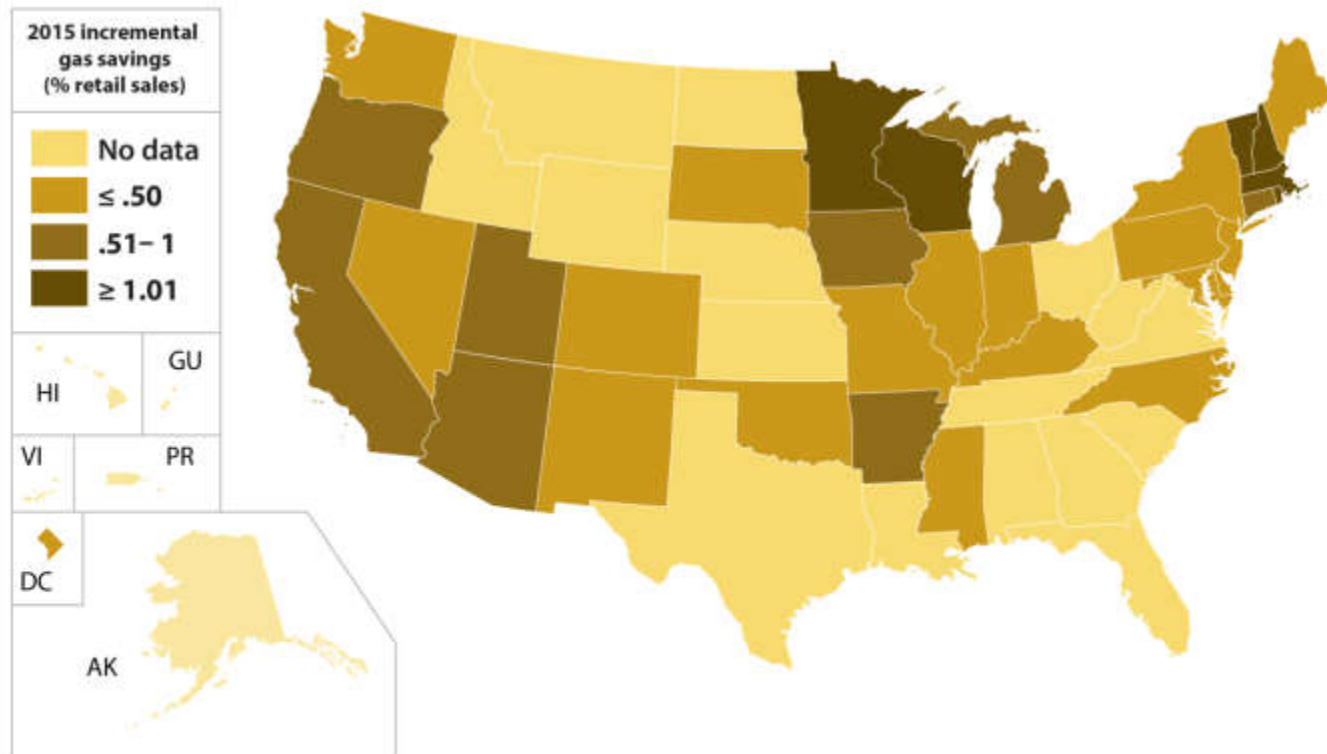 2015 incremental
gas savings
(% retail sales)
No data
≤ .50
.51– 1
≥ 1.01
HI
GU
VI
PR
DC
AK